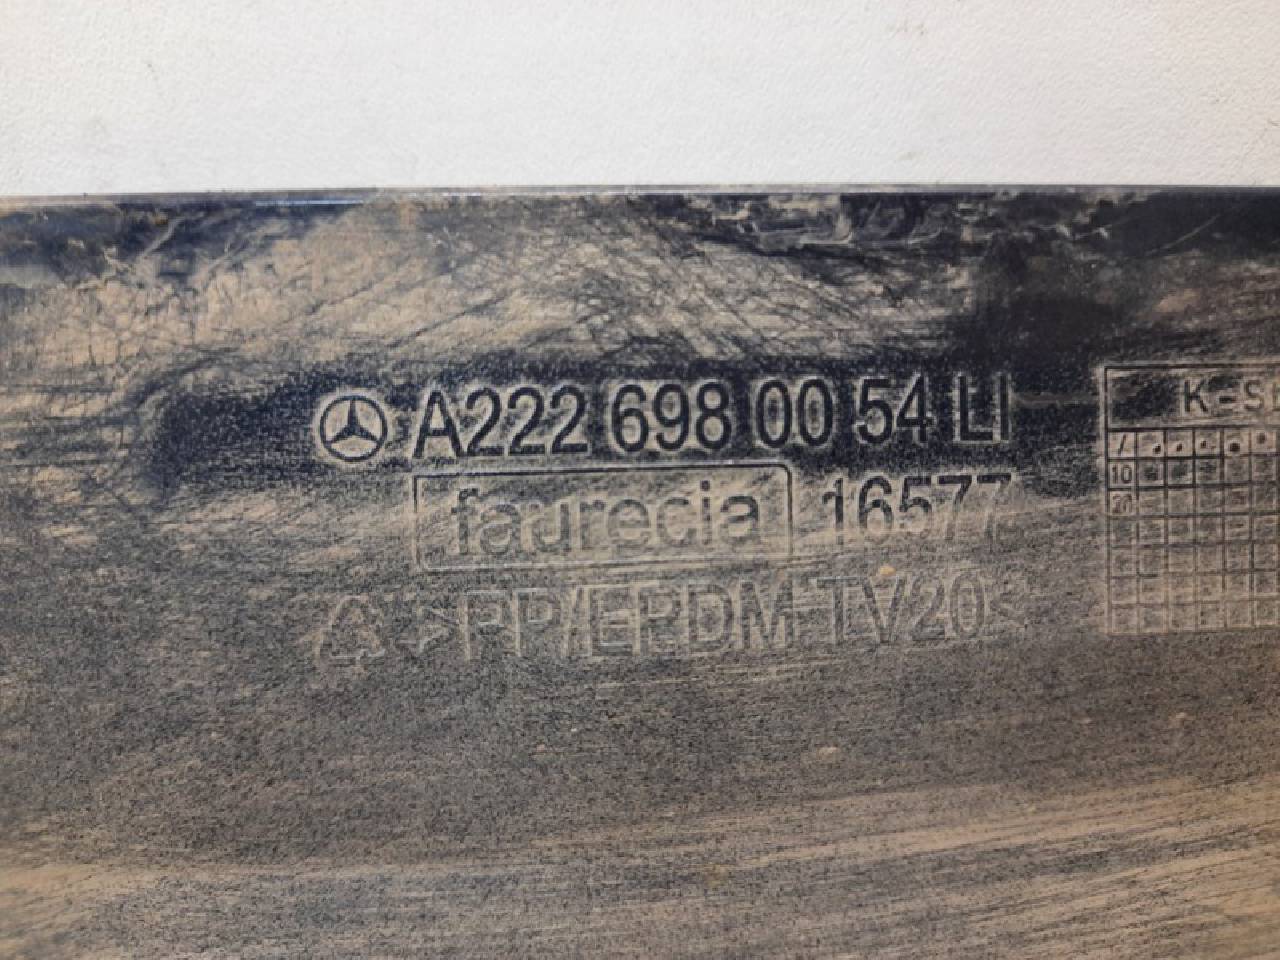 A222 698 00 54 LI
faurecia 16577
>PP/EPDM-TV20<
K-S
7
10
20